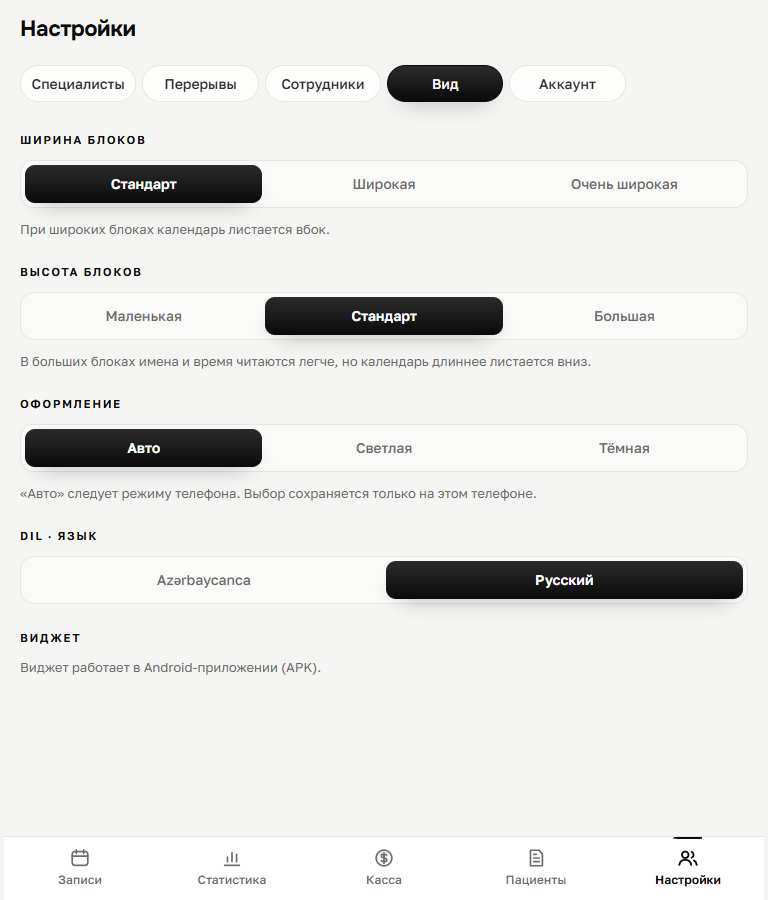 Настройки
Специалисты Перерывы Сотрудники Вид Аккаунт
ШИРИНА БЛОКОВ
Стандарт Широкая Очень широкая
При широких блоках календарь листается вбок.
ВЫСОТА БЛОКОВ
Маленькая Стандарт Большая
В больших блоках имена и время читаются легче, но календарь длиннее листается вниз.
ОФОРМЛЕНИЕ
Авто Светлая Тёмная
«Авто» следует режиму телефона. Выбор сохраняется только на этом телефоне.
DIL · ЯЗЫК
Azərbaycanca Русский
ВИДЖЕТ
Виджет работает в Android-приложении (APK).
Записи Статистика Касса Пациенты Настройки